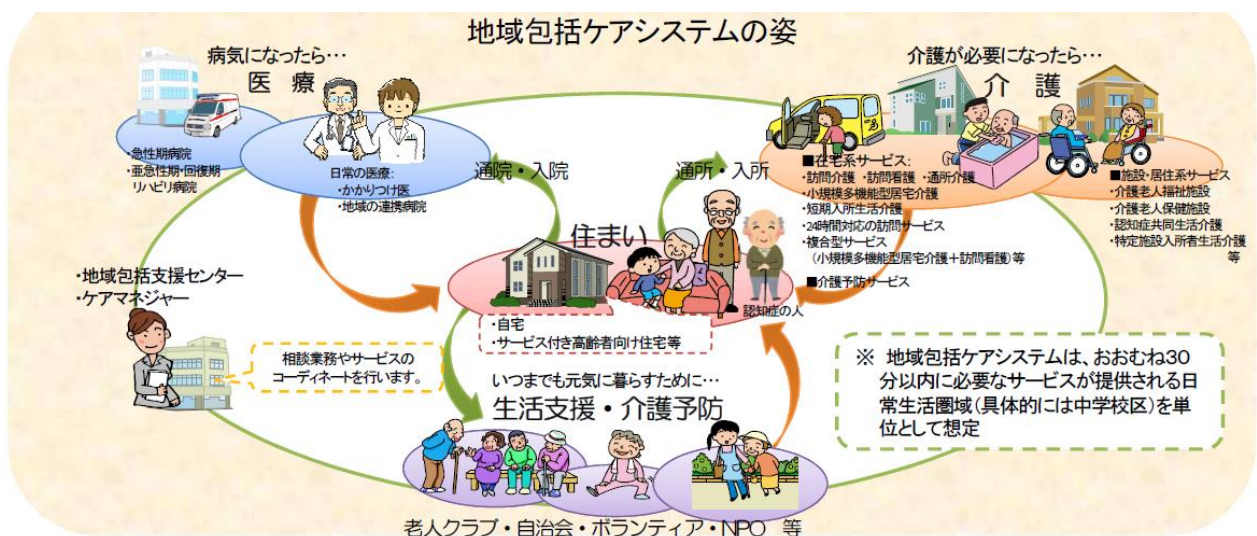 地域包括ケアシステムの姿
病気になったら…
医 療
・急性期病院
・亜急性期・回復期
リハビリ病院
日常の医療:
・かかりつけ医
・地域の連携病院
通院・入院
通所・入所
介護が必要になったら…
介 護
■在宅系サービス:
・訪問介護 ・訪問看護 ・通所介護
・小規模多機能型居宅介護
・短期入所生活介護
・24時間対応の訪問サービス
・複合型サービス
(小規模多機能型居宅介護+訪問看護)等
■介護予防サービス
■施設・居住系サービス
・介護老人福祉施設
・介護老人保健施設
・認知症共同生活介護
・特定施設入所者生活介護
等
住まい
認知症の人
・自宅
・サービス付き高齢者向け住宅等
・地域包括支援センター
・ケアマネジャー
相談業務やサービスの
コーディネートを行います。
いつまでも元気に暮らすために…
生活支援・介護予防
老人クラブ・自治会・ボランティア・NPO 等
※ 地域包括ケアシステムは、おおむね30
分以内に必要なサービスが提供される日
常生活圏域(具体的には中学校区)を単
位として想定